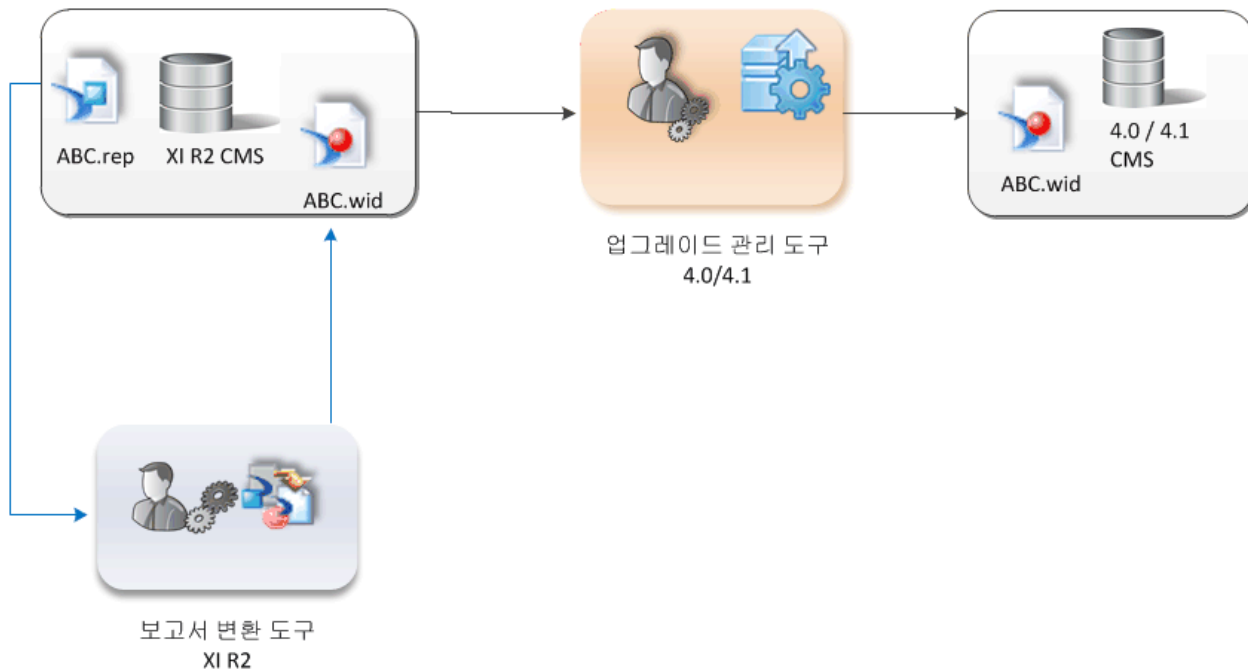 ABC.rep
XI R2 CMS
ABC.wid
업그레이드 관리 도구
4.0/4.1
ABC.wid
4.0 / 4.1
CMS
보고서 변환 도구
XI R2